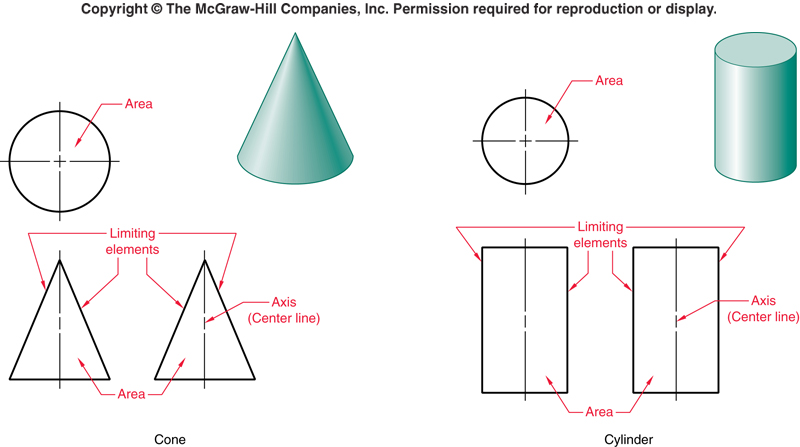 Copyright © The McGraw-Hill Companies, Inc. Permission required for reproduction or display.
Area
Limiting
elements
Axis
(Center line)
Area
Cone
Area
Limiting
elements
Axis
(Center line)
Area
Cylinder